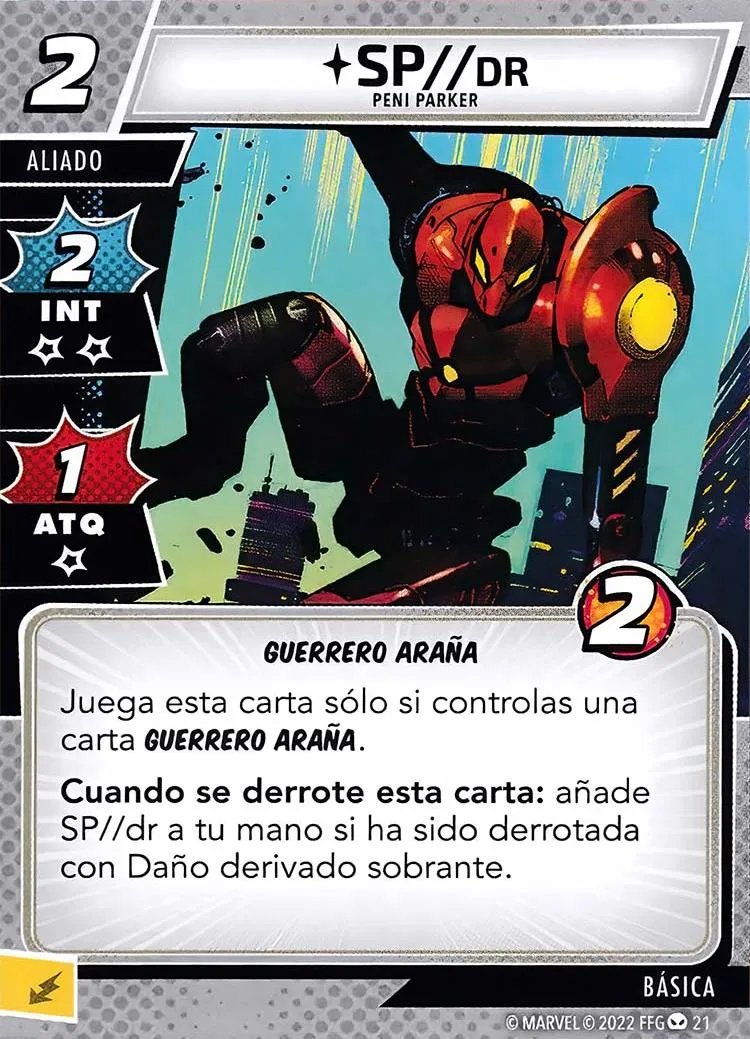 2
SP//DR
PENI PARKER
ALIADO
2
INT
1
ATQ
2
GUERRERO ARAÑA
Juega esta carta sólo si controlas una
carta GUERRERO ARAÑA.
Cuando se derrote esta carta: añade
SP//dr a tu mano si ha sido derrotada
con Daño derivado sobrante.
BÁSICA
© MARVEL © 2022 FFG 21